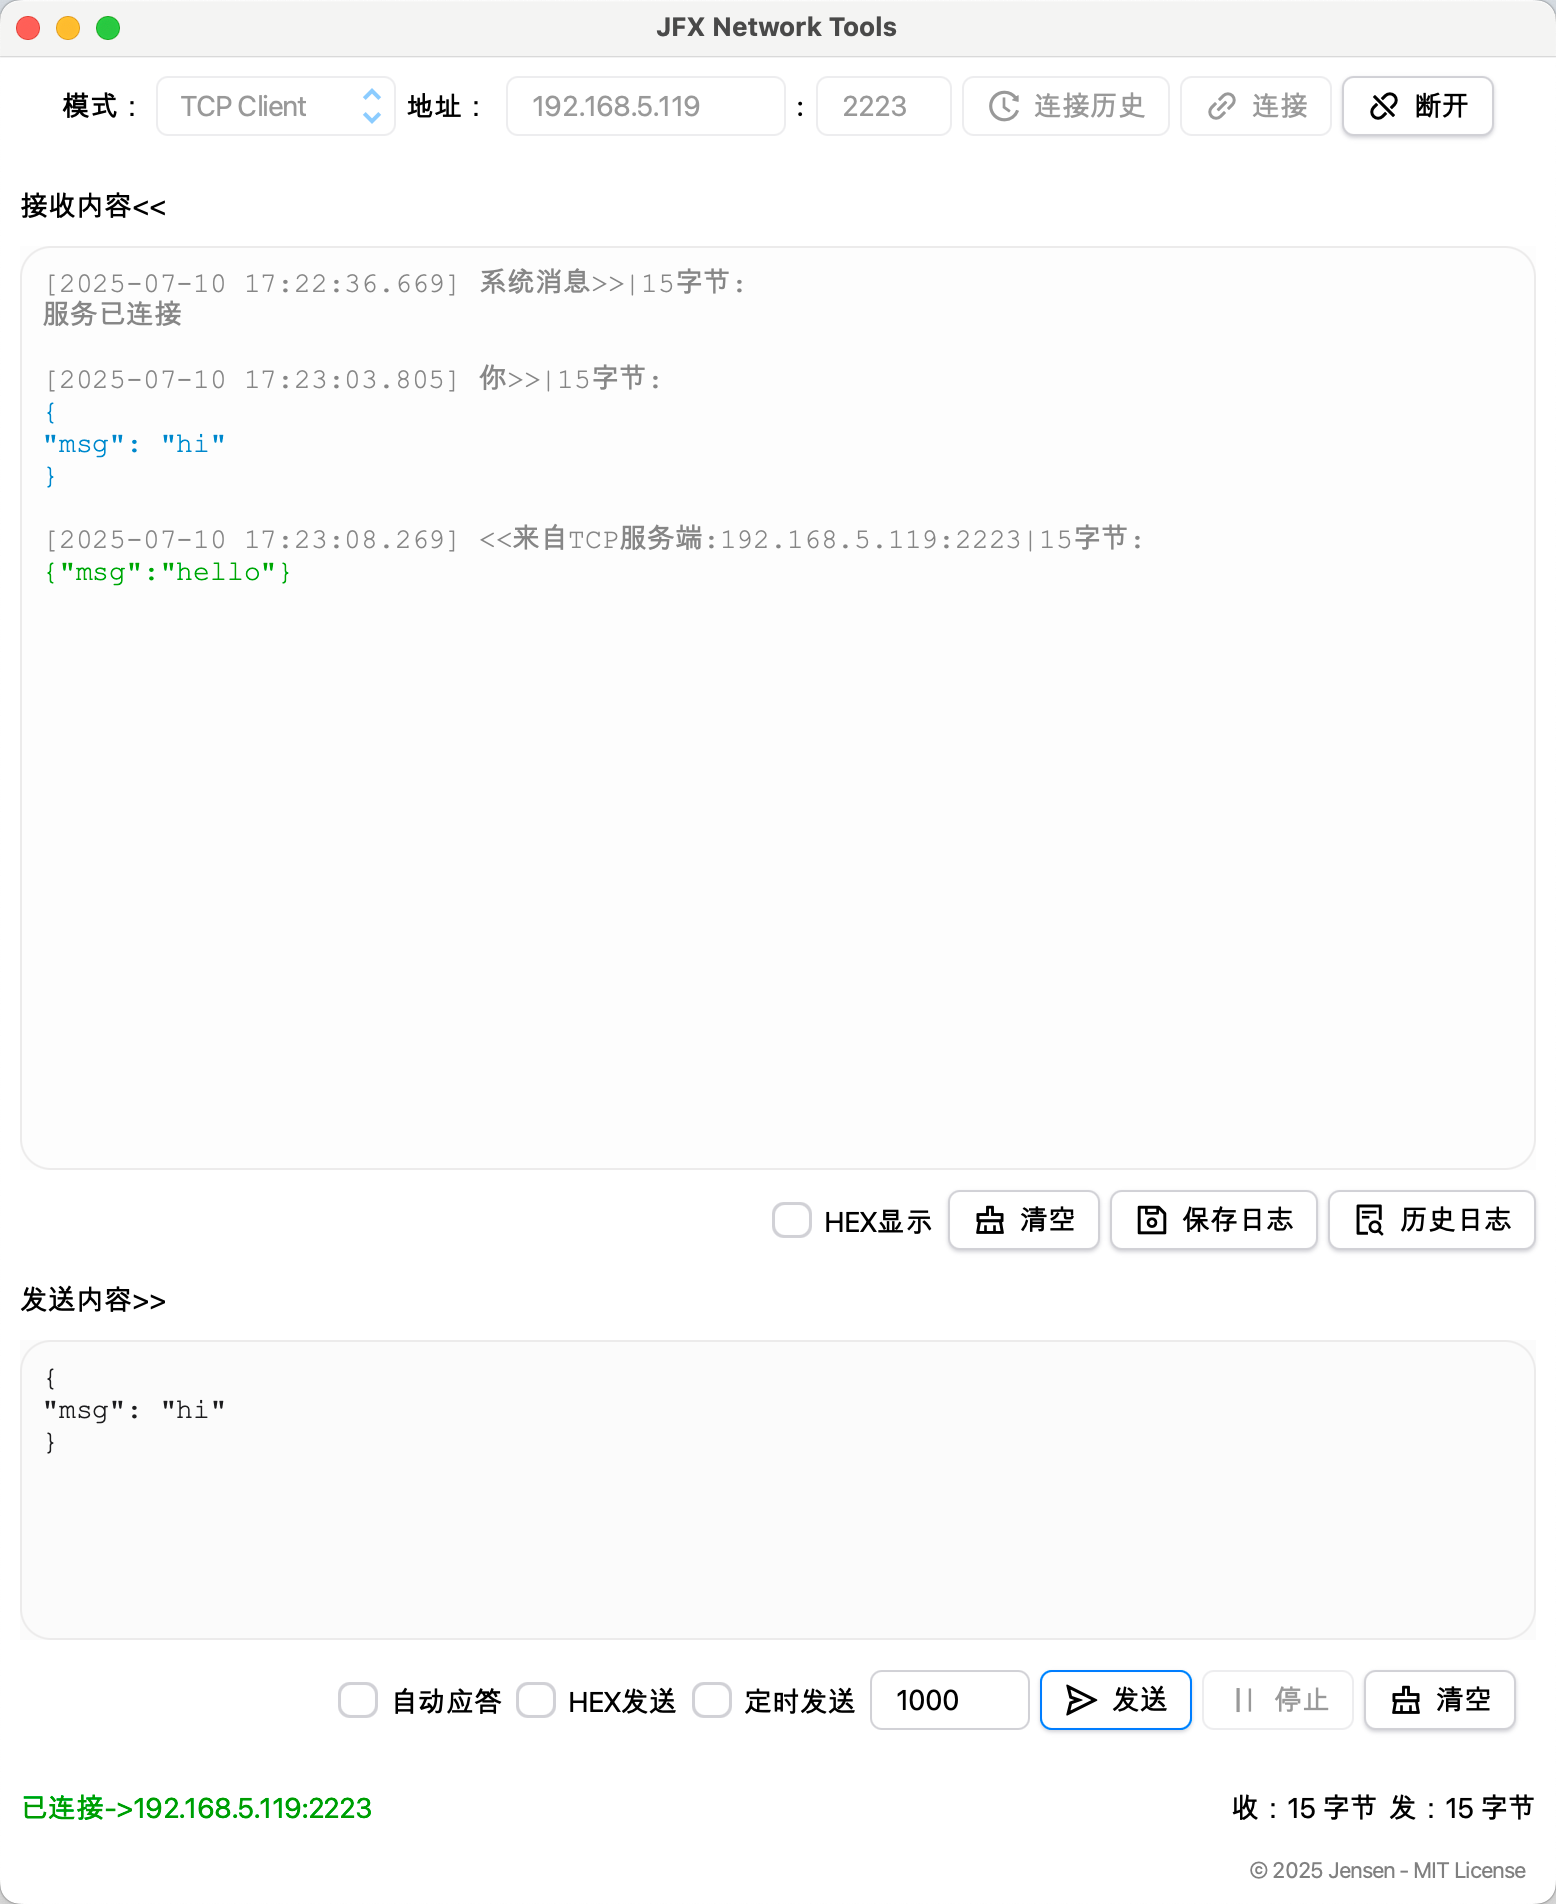 JFX Network Tools
模式： TCP Client 地址： 192.168.5.119 : 2223 连接历史 连接 断开
接收内容<<
[2025-07-10 17:22:36.669] 系统消息>>|15字节:
服务已连接
[2025-07-10 17:23:03.805] 你>>|15字节:
{
"msg": "hi"
}
[2025-07-10 17:23:08.269] <<来自TCP服务端:192.168.5.119:2223|15字节:
{"msg":"hello"}
HEX显示 清空 保存日志 历史日志
发送内容>>
{
"msg": "hi"
}
自动应答 HEX发送 定时发送 1000 发送 停止 清空
已连接->192.168.5.119:2223 收：15 字节 发：15 字节
© 2025 Jensen - MIT License